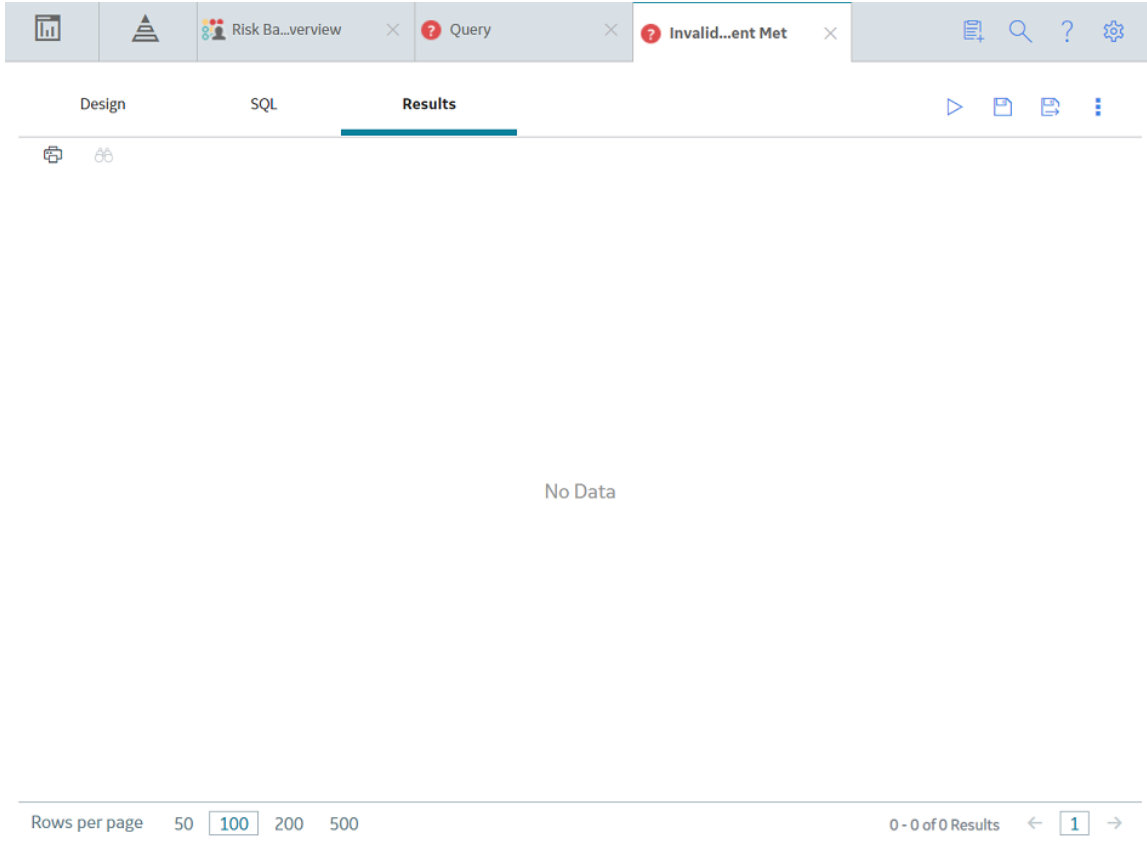 Risk Ba...verview
Query
Invalid...ent Met
Design SQL Results
No Data
Rows per page 50 100 200 500
0 - 0 of 0 Results 1